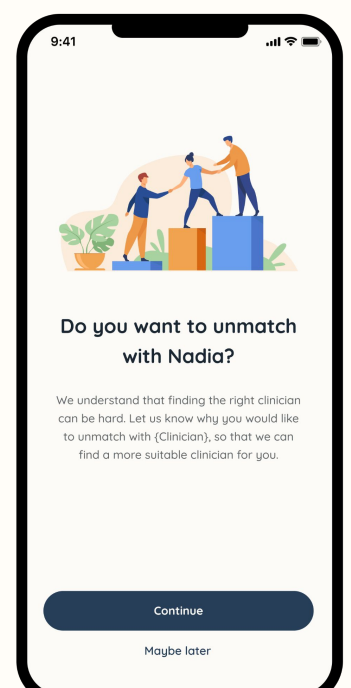 9:41
Do you want to unmatch
with Nadia?
We understand that finding the right clinician
can be hard. Let us know why you would like
to unmatch with {Clinician}, so that we can
find a more suitable clinician for you.
Continue
Maybe later